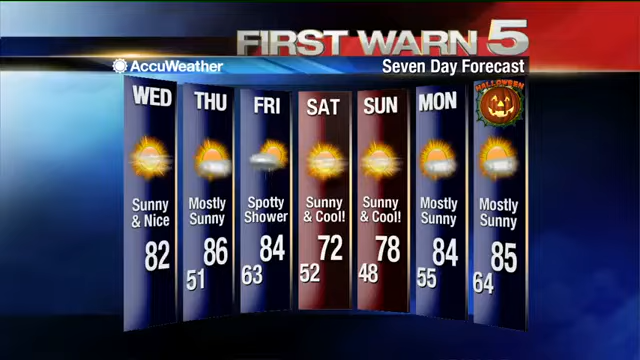 FIRST WARN 5
AccuWeather
Seven Day Forecast
WED
Sunny
& Nice
82
THU
Mostly
Sunny
86
51
FRI
Spotty
Shower
84
63
SAT
Sunny
& Cool!
72
52
SUN
Sunny
& Cool!
78
48
MON
Mostly
Sunny
84
55
HALLOWEEN
Mostly
Sunny
85
64